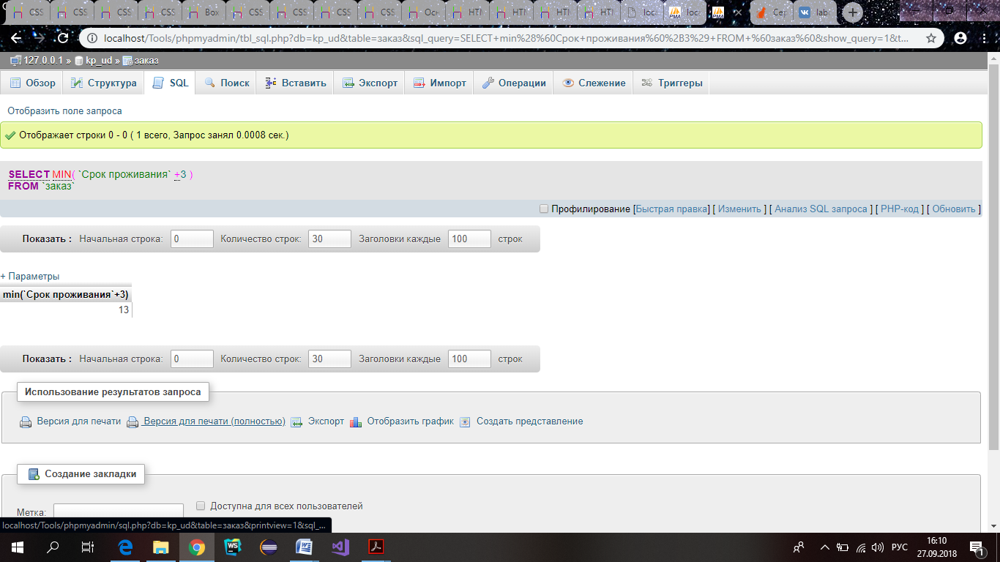 CSS CSS CSS CSS Box CSS CSS CSS CSS Осн HTI HTI HTI HTI loca loca Се lab
localhost/Tools/phpmyadmin/tbl_sql.php?db=kp_ud&table=заказ&sql_query=SELECT+min%28%60Срок+проживания%60%2B3%29+FROM+%60заказ%60&show_query=1&t...
127.0.0.1 » kp_ud » заказ
Обзор Структура SQL Поиск Вставить Экспорт Импорт Операции Слежение Триггеры
Отобразить поле запроса
Отображает строки 0 - 0 ( 1 всего, Запрос занял 0.0008 сек.)
SELECT MIN( `Срок проживания` +3 )
FROM `заказ`
Профилирование [Быстрая правка] [ Изменить ] [ Анализ SQL запроса ] [ PHP-код ] [ Обновить ]
Показать : Начальная строка: 0 Количество строк: 30 Заголовки каждые 100 строк
+ Параметры
min(`Срок проживания`+3)
13
Показать : Начальная строка: 0 Количество строк: 30 Заголовки каждые 100 строк
Использование результатов запроса
Версия для печати Версия для печати (полностью) Экспорт Отобразить график Создать представление
Создание закладки
Метка: Доступна для всех пользователей
localhost/Tools/phpmyadmin/sql.php?db=kp_ud&table=заказ&printview=1&sql_...
РУС 16:10
27.09.2018